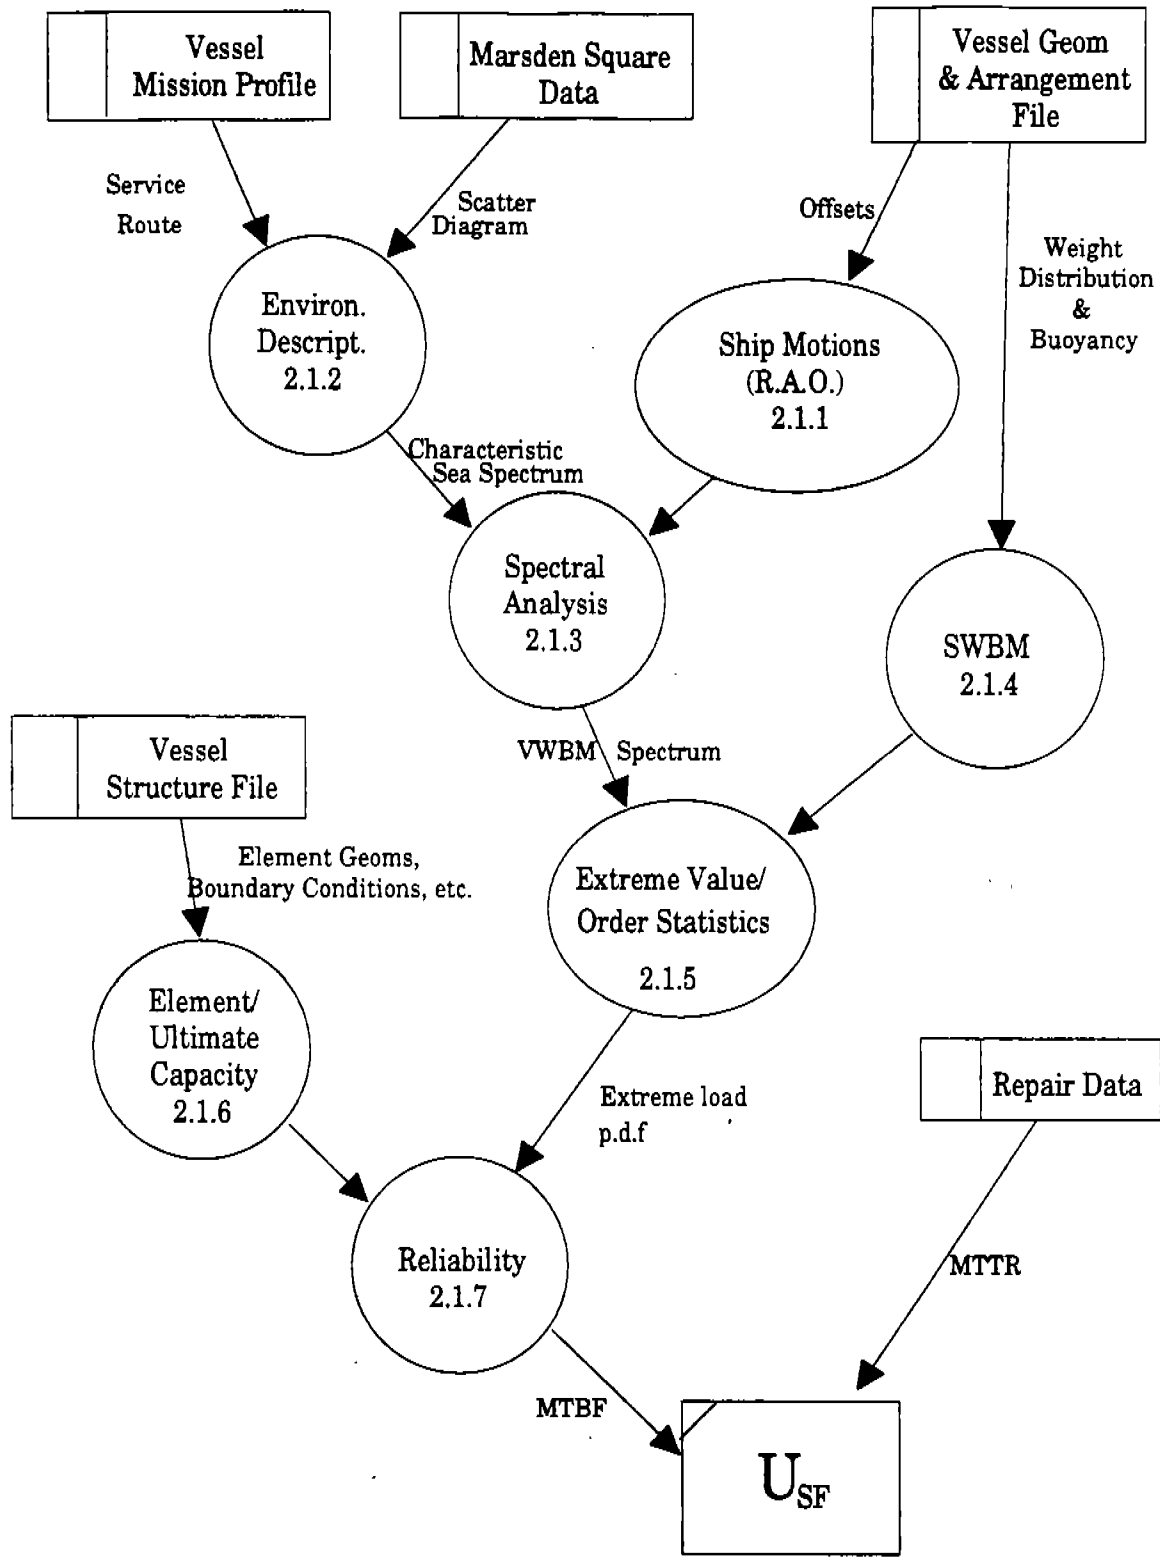 Vessel
Mission Profile
Marsden Square
Data
Vessel Geom
& Arrangement
File
Service
Route
Scatter
Diagram
Offsets
Weight
Distribution
&
Buoyancy
Environ.
Descript.
2.1.2
Ship Motions
(R.A.O.)
2.1.1
Characteristic
Sea Spectrum
Spectral
Analysis
2.1.3
SWBM
2.1.4
VWBM Spectrum
Vessel
Structure File
Element Geoms,
Boundary Conditions, etc.
Extreme Value/
Order Statistics
2.1.5
Element/
Ultimate
Capacity
2.1.6
Extreme load
p.d.f
Repair Data
Reliability
2.1.7
MTTR
MTBF
USF